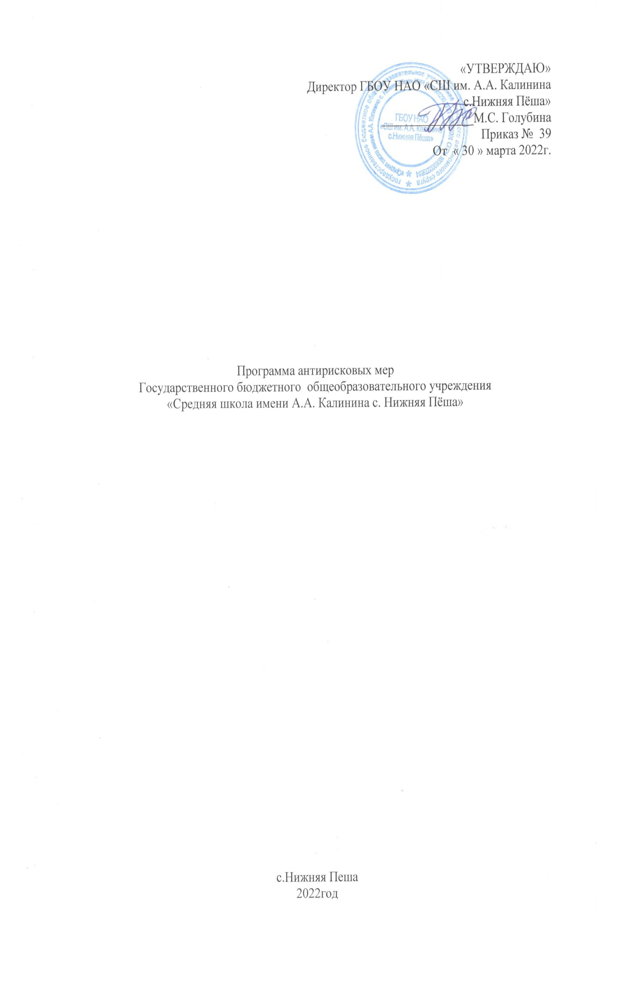 «УТВЕРЖДАЮ»
Директор ГБОУ НАО «СШ им. А.А. Калинина
с.Нижняя Пёша»
М.С. Голубина
Приказ № 39
От « 30 » марта 2022г.
ГБОУ НАО
«СШ им. А.А. Калинина
с.Нижняя Пёша»
Программа антирисковых мер
Государственного бюджетного общеобразовательного учреждения
«Средняя школа имени А.А. Калинина с. Нижняя Пёша»
с.Нижняя Пеша
2022год